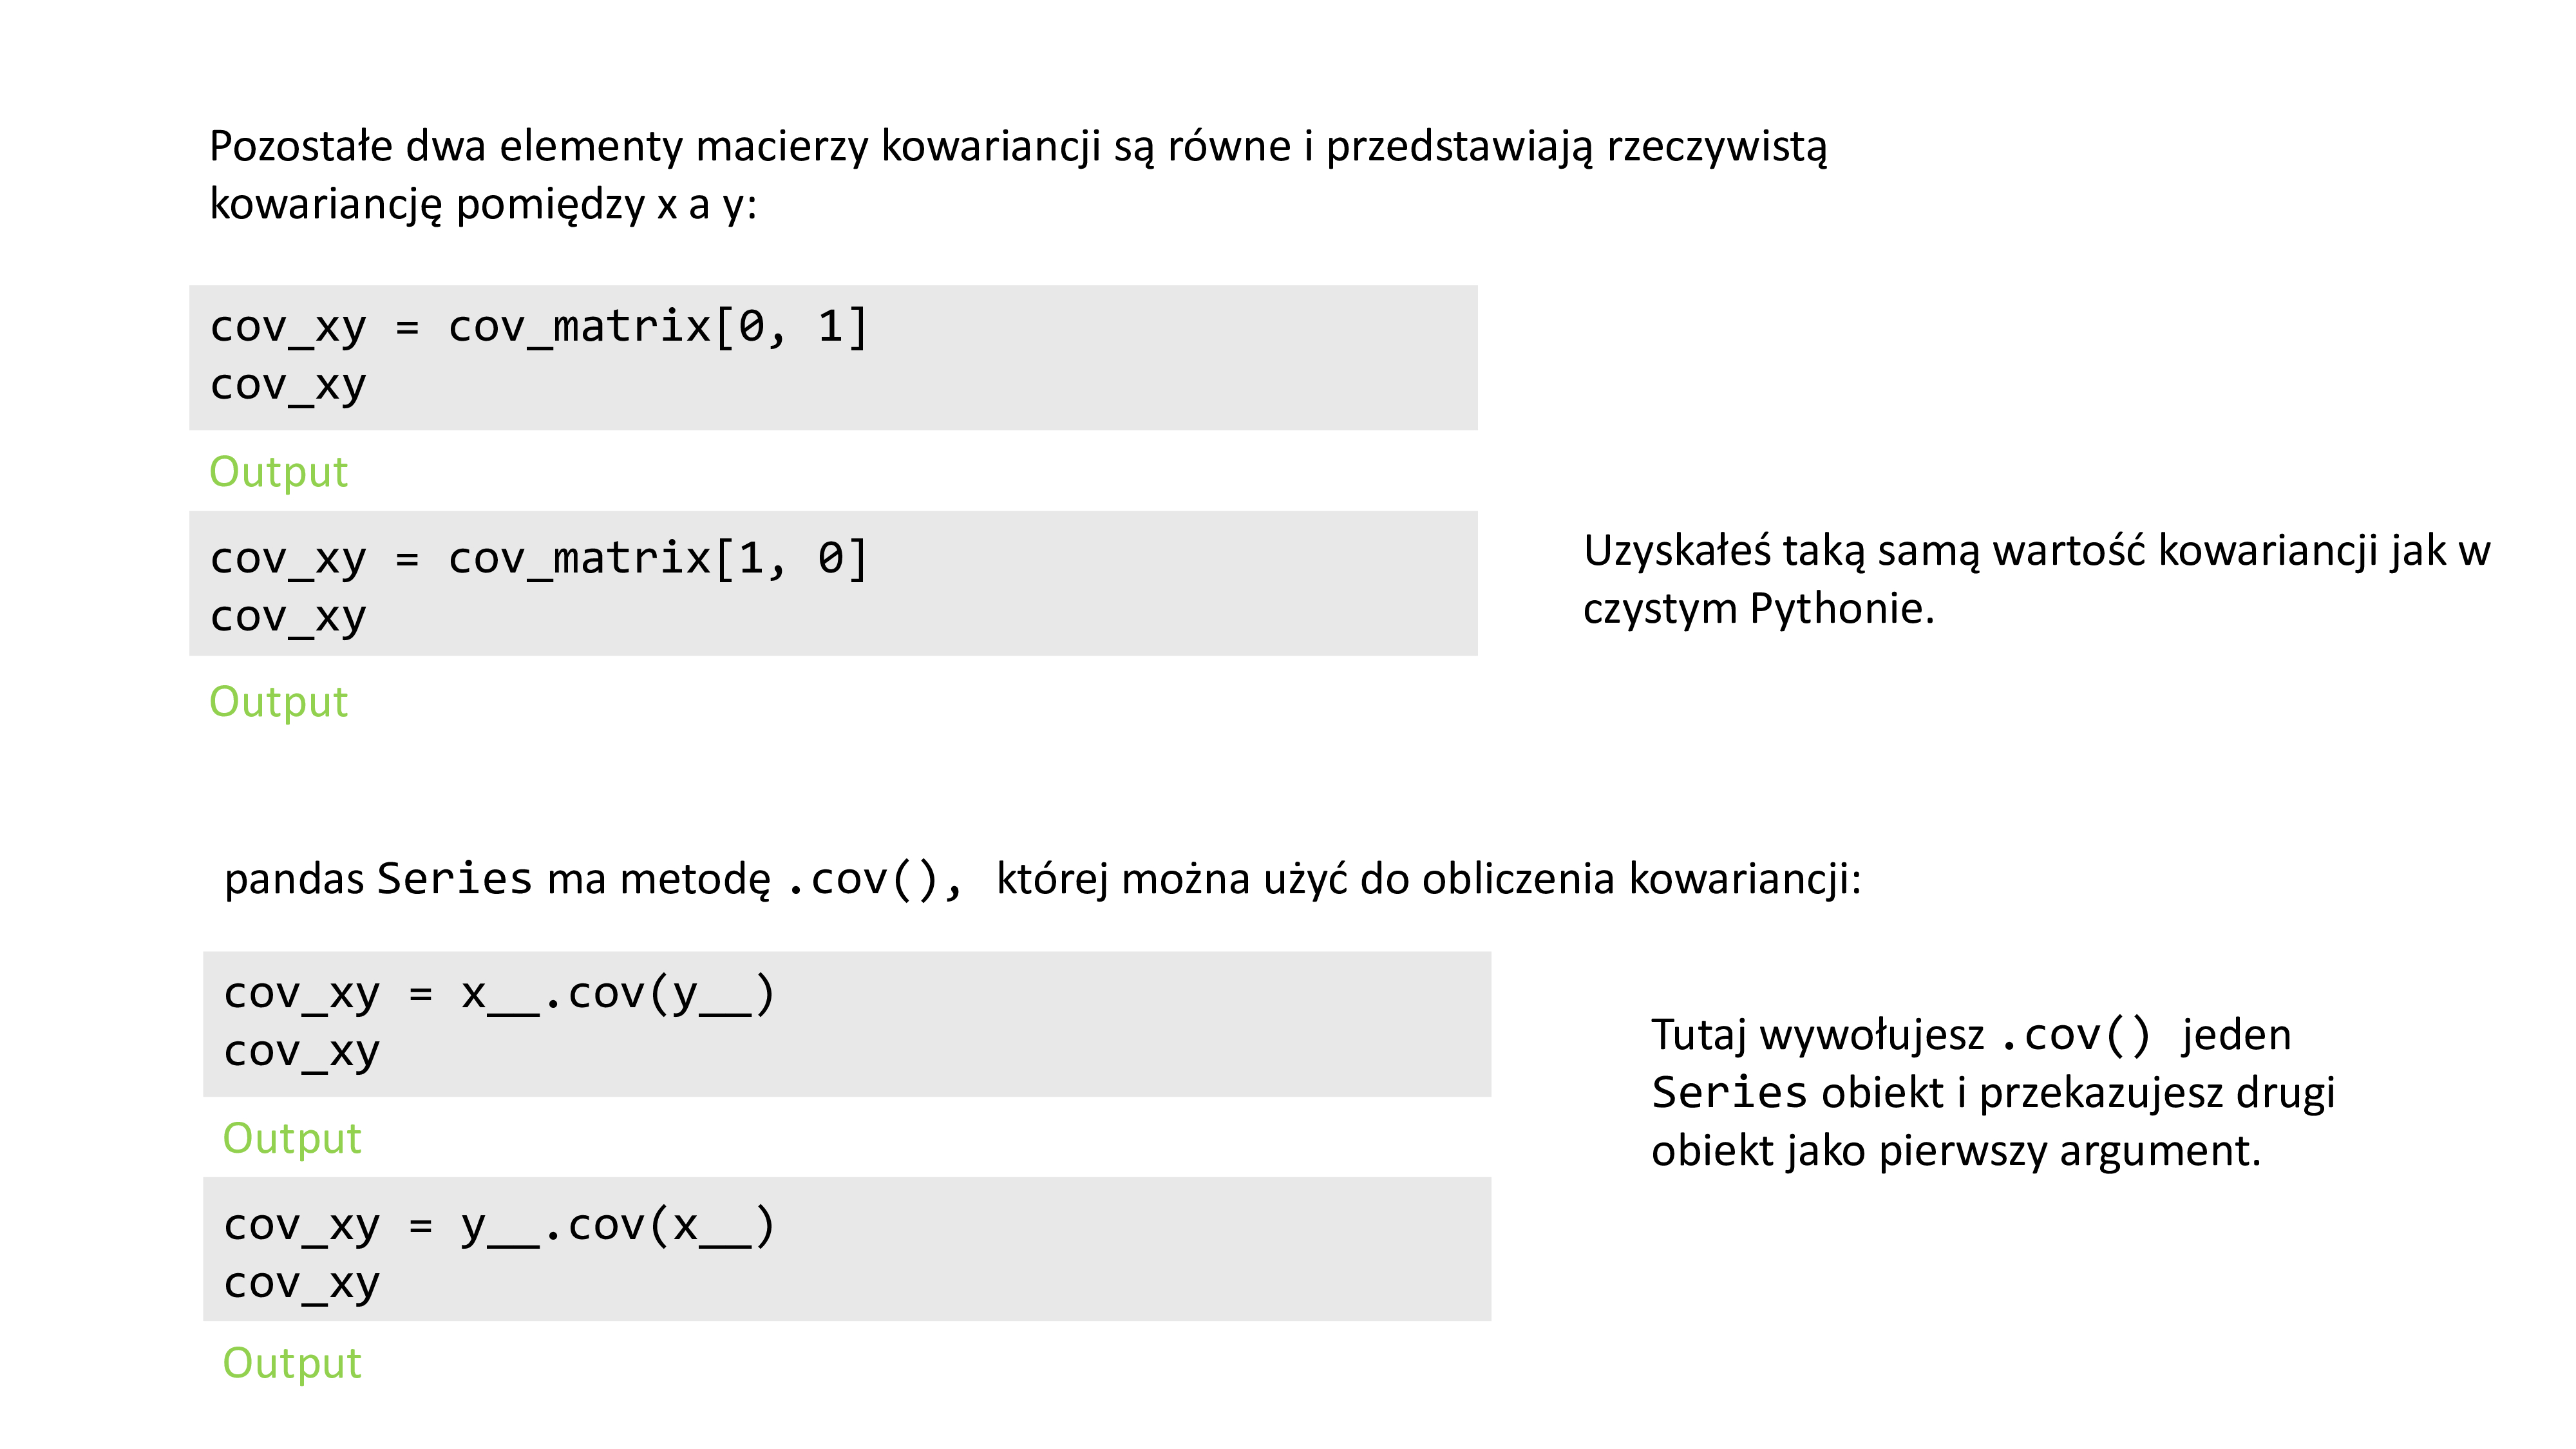 Pozostałe dwa elementy macierzy kowariancji są równe i przedstawiają rzeczywistą
kowariancję pomiędzy x a y:
cov_xy = cov_matrix[0, 1]
cov_xy
Output
cov_xy = cov_matrix[1, 0]
cov_xy
Output
Uzyskałeś taką samą wartość kowariancji jak w
czystym Pythonie.
pandas Series ma metodę .cov(), której można użyć do obliczenia kowariancji:
cov_xy = x__.cov(y__)
cov_xy
Output
cov_xy = y__.cov(x__)
cov_xy
Output
Tutaj wywołujesz .cov() jeden
Series obiekt i przekazujesz drugi
obiekt jako pierwszy argument.